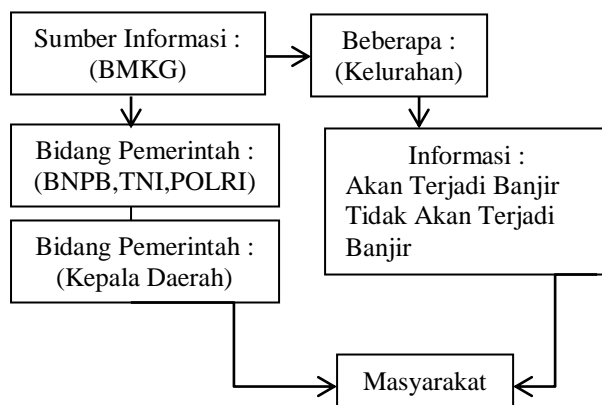 Sumber Informasi :
(BMKG)
Beberapa :
(Kelurahan)
Bidang Pemerintah :
(BNPB,TNI,POLRI)
Informasi :
Akan Terjadi Banjir
Tidak Akan Terjadi
Banjir
Bidang Pemerintah :
(Kepala Daerah)
Masyarakat